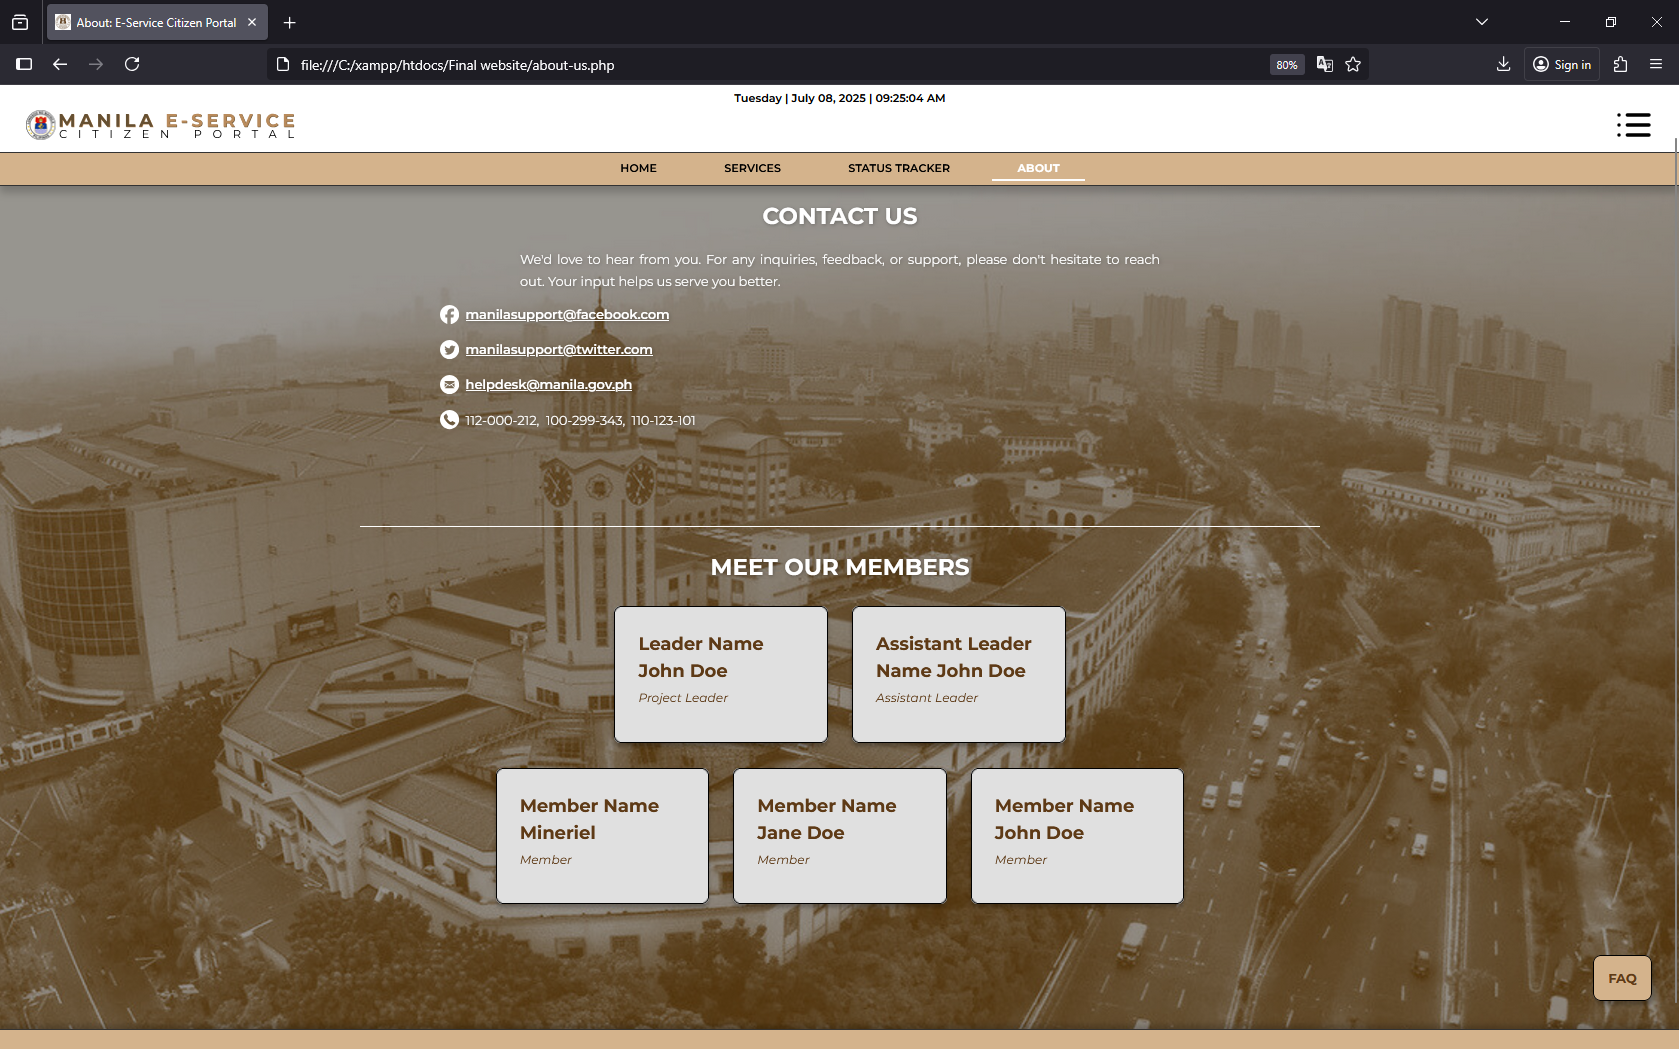 About: E-Service Citizen Portal
file:///C:/xampp/htdocs/Final website/about-us.php
80%
Sign in
Tuesday | July 08, 2025 | 09:25:04 AM
MANILA E-SERVICE
CITIZEN PORTAL
HOME SERVICES STATUS TRACKER ABOUT
CONTACT US
We'd love to hear from you. For any inquiries, feedback, or support, please don't hesitate to reach
out. Your input helps us serve you better.
manilasupport@facebook.com
manilasupport@twitter.com
helpdesk@manila.gov.ph
112-000-212, 100-299-343, 110-123-101
MEET OUR MEMBERS
Leader Name
John Doe
Project Leader
Assistant Leader
Name John Doe
Assistant Leader
Member Name
Mineriel
Member
Member Name
Jane Doe
Member
Member Name
John Doe
Member
FAQ